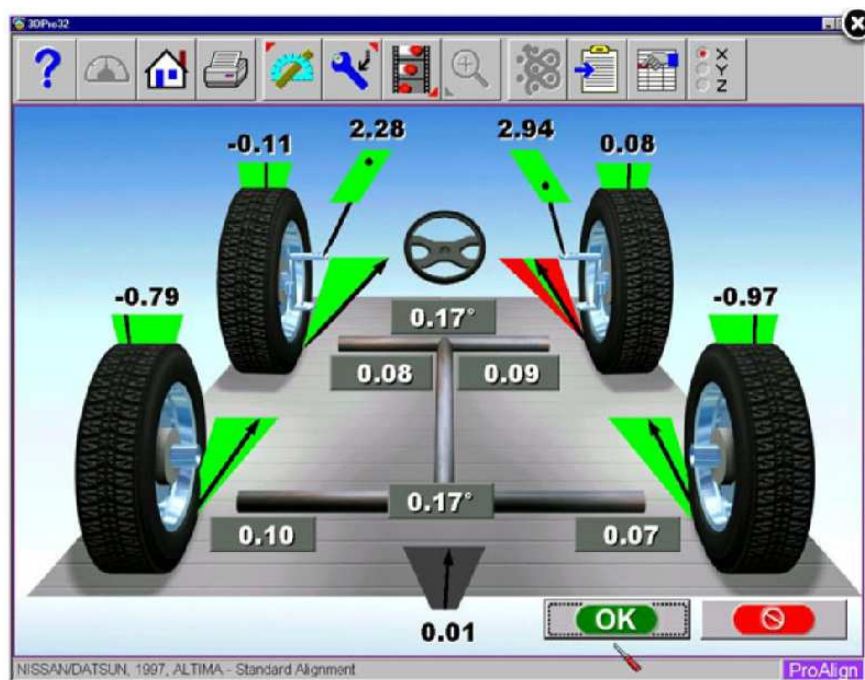 3DPro32
?
X
Y
Z
-0.11 2.28 2.94 0.08
-0.79 -0.97
0.17°
0.08 0.09
0.17°
0.10 0.07
0.01
OK
NISSAN/DATSUN, 1997, ALTIMA - Standard Alignment
ProAlign